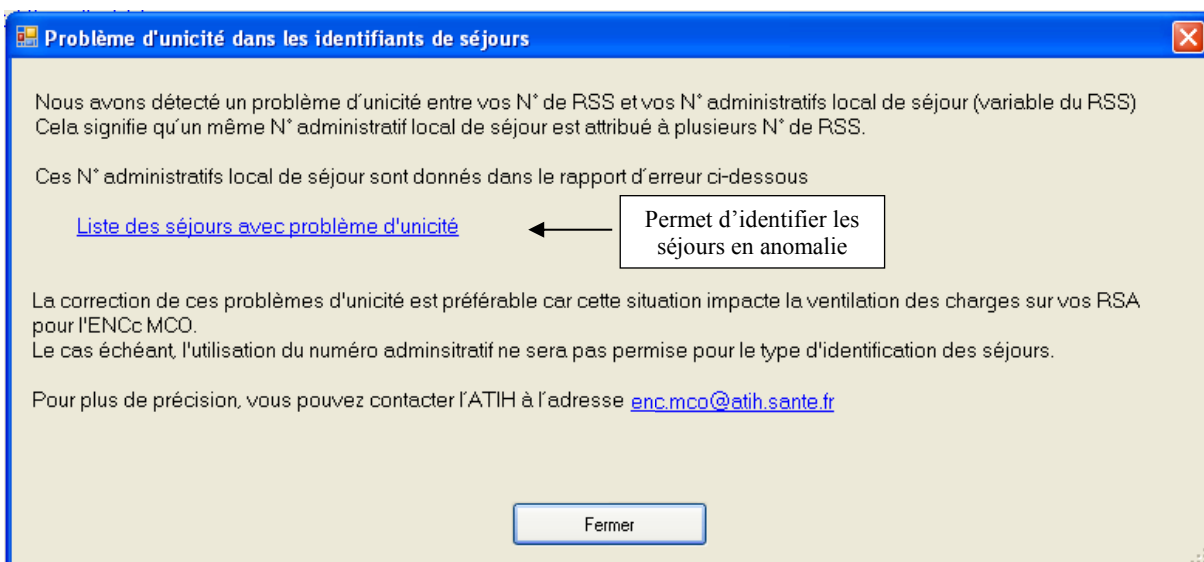 Problème d'unicité dans les identifiants de séjours
Nous avons détecté un problème d´unicité entre vos N° de RSS et vos N° administratifs local de séjour (variable du RSS)
Cela signifie qu´un même N° administratif local de séjour est attribué à plusieurs N° de RSS.
Ces N° administratifs local de séjour sont donnés dans le rapport d´erreur ci-dessous
Liste des séjours avec problème d'unicité
Permet d’identifier les
séjours en anomalie
La correction de ces problèmes d'unicité est préférable car cette situation impacte la ventilation des charges sur vos RSA
pour l'ENCc MCO.
Le cas échéant, l'utilisation du numéro adminsitratif ne sera pas permise pour le type d'identification des séjours.
Pour plus de précision, vous pouvez contacter l´ATIH à l´adresse enc.mco@atih.sante.fr
Fermer